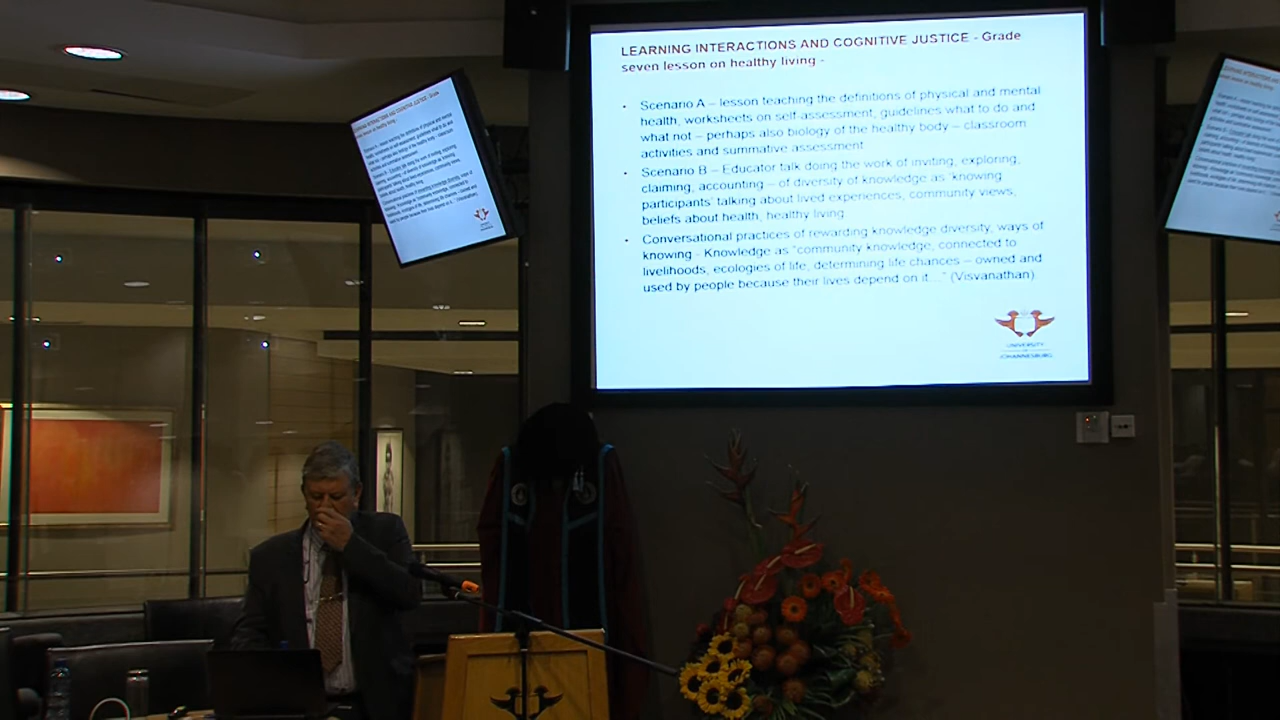 LEARNING INTERACTIONS AND COGNITIVE JUSTICE - Grade
seven lesson on healthy living -
• Scenario A – lesson teaching the definitions of physical and mental
health, worksheets on self-assessment, guidelines what to do and
what not – perhaps also biology of the healthy body – classroom
activities and summative assessment
• Scenario B – Educator talk doing the work of inviting, exploring,
claiming, accounting – of diversity of knowledge as 'knowing
participants' talking about lived experiences, community views,
beliefs about health, healthy living
• Conversational practices of rewarding knowledge diversity, ways of
knowing - Knowledge as "community knowledge, connected to
livelihoods, ecologies of life, determining life chances – owned and
used by people because their lives depend on it…" (Visvanathan)
UNIVERSITY
OF
JOHANNESBURG